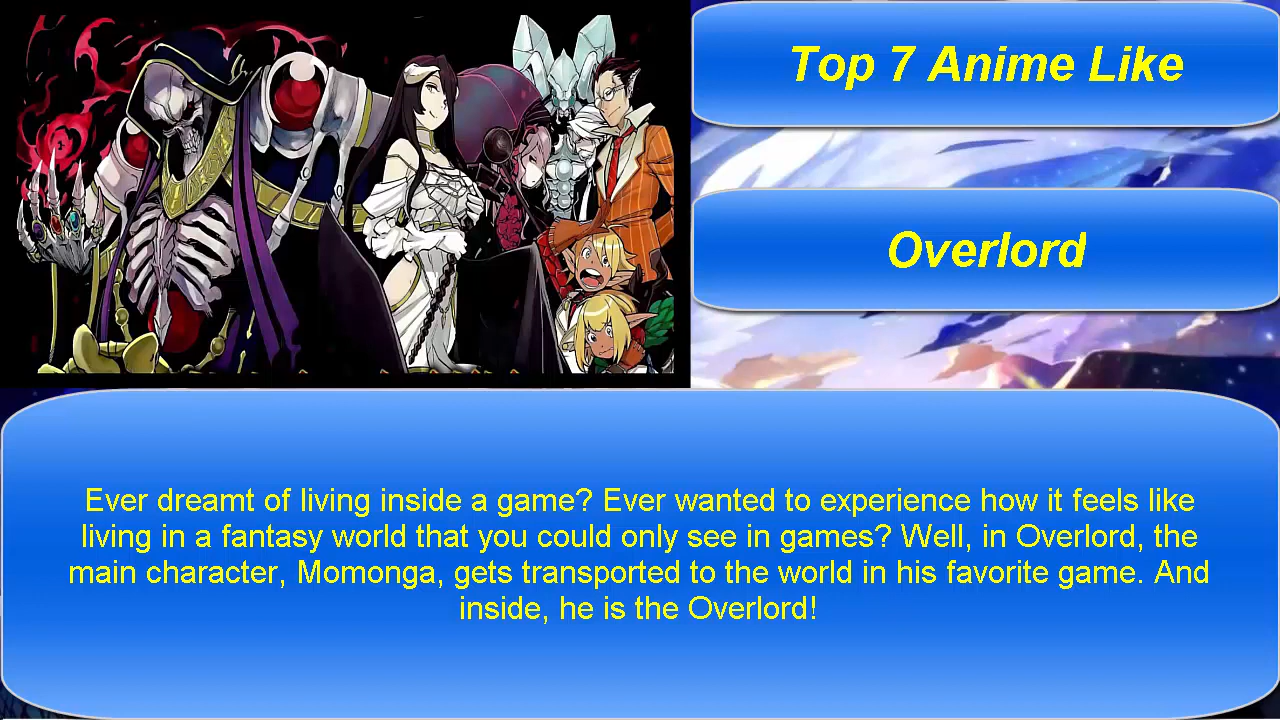 Top 7 Anime Like
Overlord
Ever dreamt of living inside a game? Ever wanted to experience how it feels like
living in a fantasy world that you could only see in games? Well, in Overlord, the
main character, Momonga, gets transported to the world in his favorite game. And
inside, he is the Overlord!